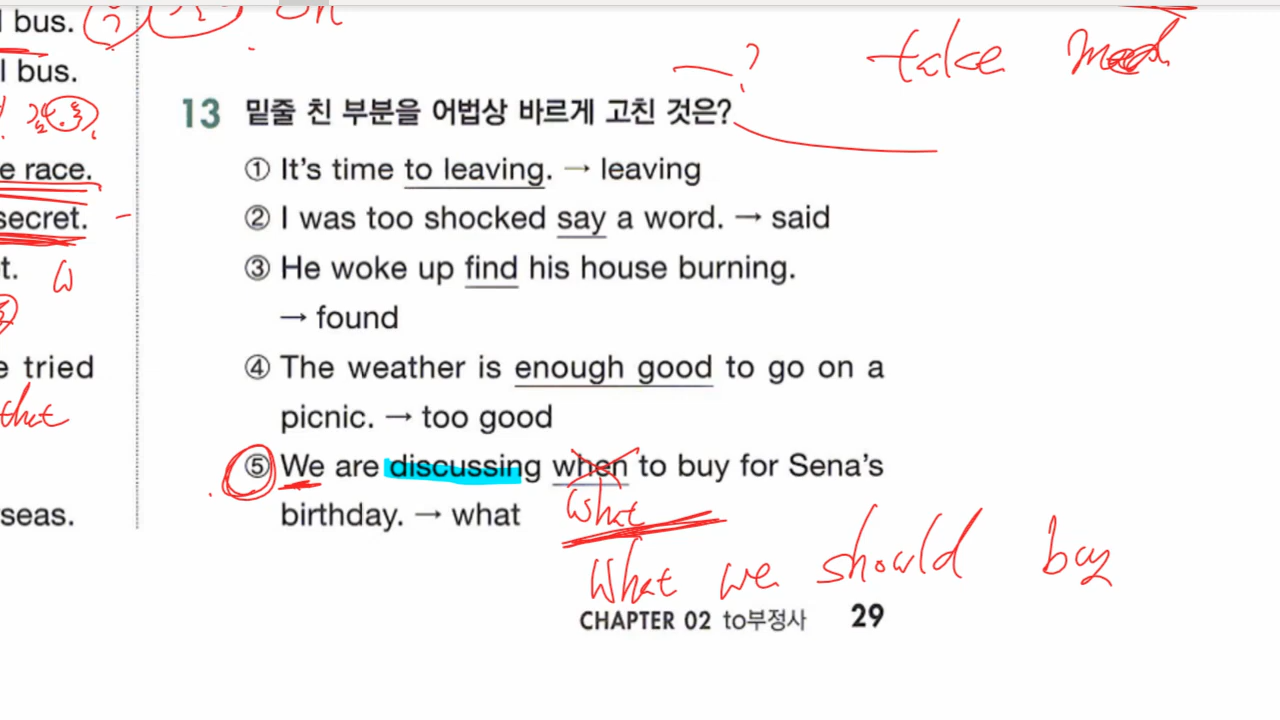 bus.
on
take
l bus.
13 밑줄 친 부분을 어법상 바르게 고친 것은?
① It's time to leaving. → leaving
e race.
② I was too shocked say a word. → said
secret.
③ He woke up find his house burning.
t.
→ found
④ The weather is enough good to go on a
e tried
picnic. → too good
that
⑤ We are discussing when to buy for Sena's
birthday. → what
what
seas.
What we should buy
CHAPTER 02 to부정사 29